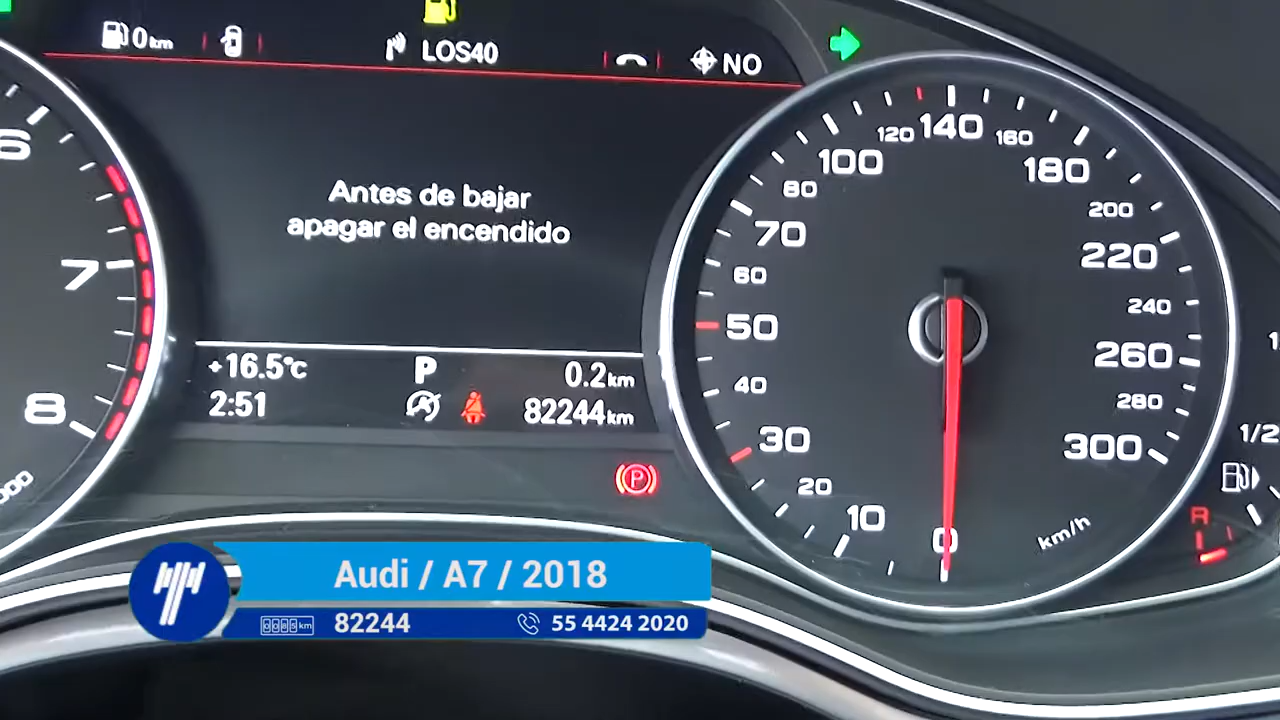 0km
LOS40
NO
Antes de bajar
apagar el encendido
+16.5°C
P
0.2km
2:51
82244km
P
6
7
8
0
10
20
30
40
50
60
70
80
100
120
140
160
180
200
220
240
260
280
300
km/h
1/2
R
Audi / A7 / 2018
82244
55 4424 2020